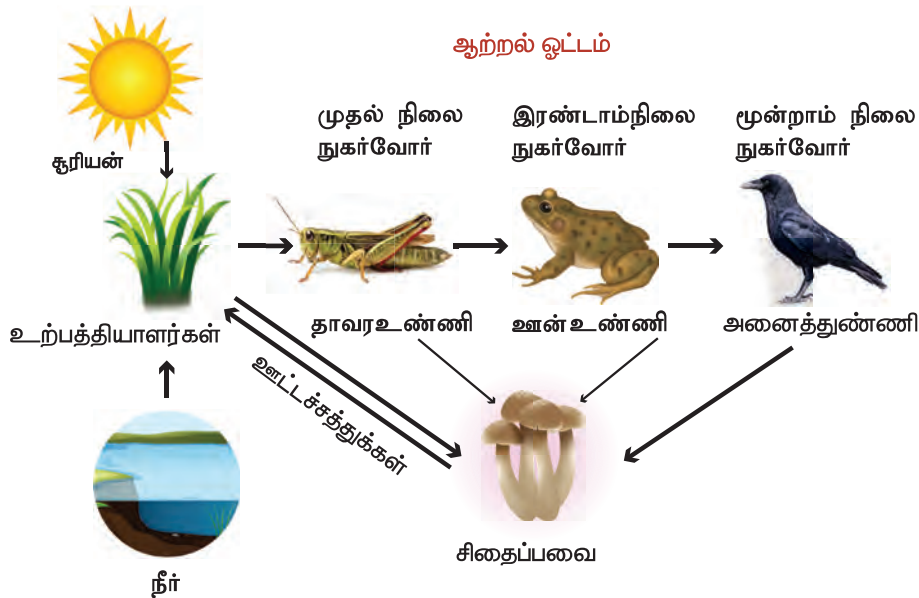 ஆற்றல் ஓட்டம்
முதல் நிலை
நுகர்வோர்
இரண்டாம்நிலை
நுகர்வோர்
மூன்றாம் நிலை
நுகர்வோர்
சூரியன்
உற்பத்தியாளர்கள்
தாவரஉண்ணி
ஊன்உண்ணி
அனைத்துண்ணி
ஊட்டச்சத்துக்கள்
சிதைப்பவை
நீர்